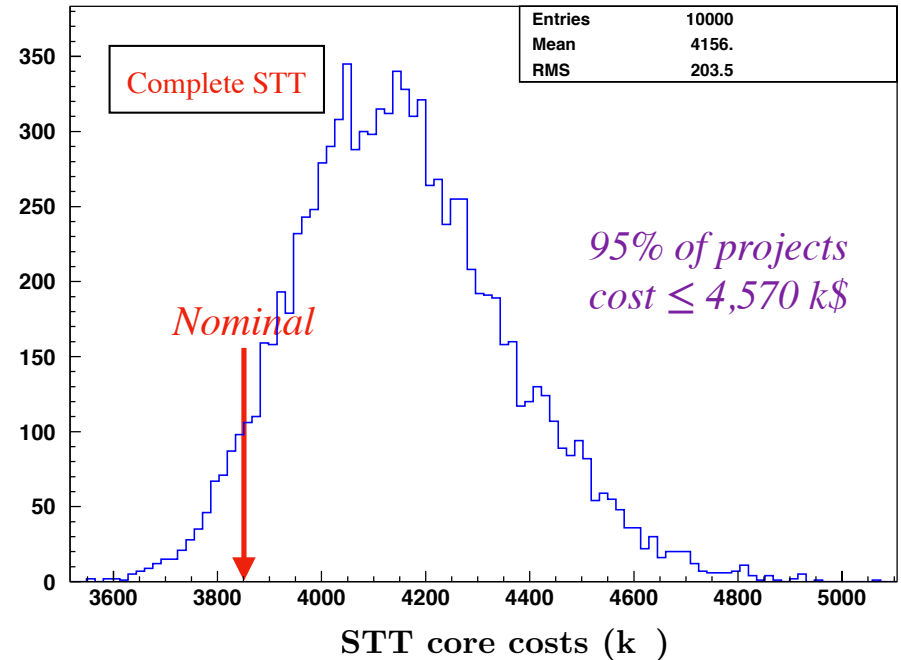 Entries 10000
Mean 4156.
RMS 203.5
Complete STT
350
300
250
200
150
100
50
0
95% of projects
cost ≤ 4,570 k$
Nominal
3600 3800 4000 4200 4400 4600 4800 5000
STT core costs (k )